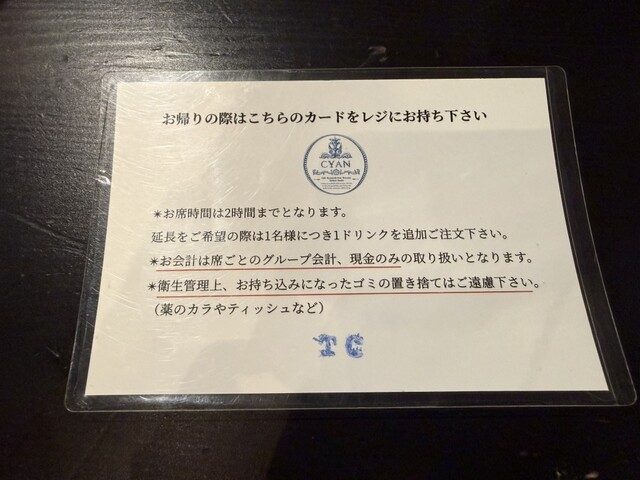 お帰りの際はこちらのカードをレジにお持ち下さい
CYAN
✴お席時間は2時間までとなります。
延長をご希望の際は1名様につき1ドリンクを追加ご注文下さい。
✴お会計は席ごとのグループ会計、現金のみの取り扱いとなります。
✴衛生管理上、お持ち込みになったゴミの置き捨てはご遠慮下さい。
（薬のカラやティッシュなど）
TC